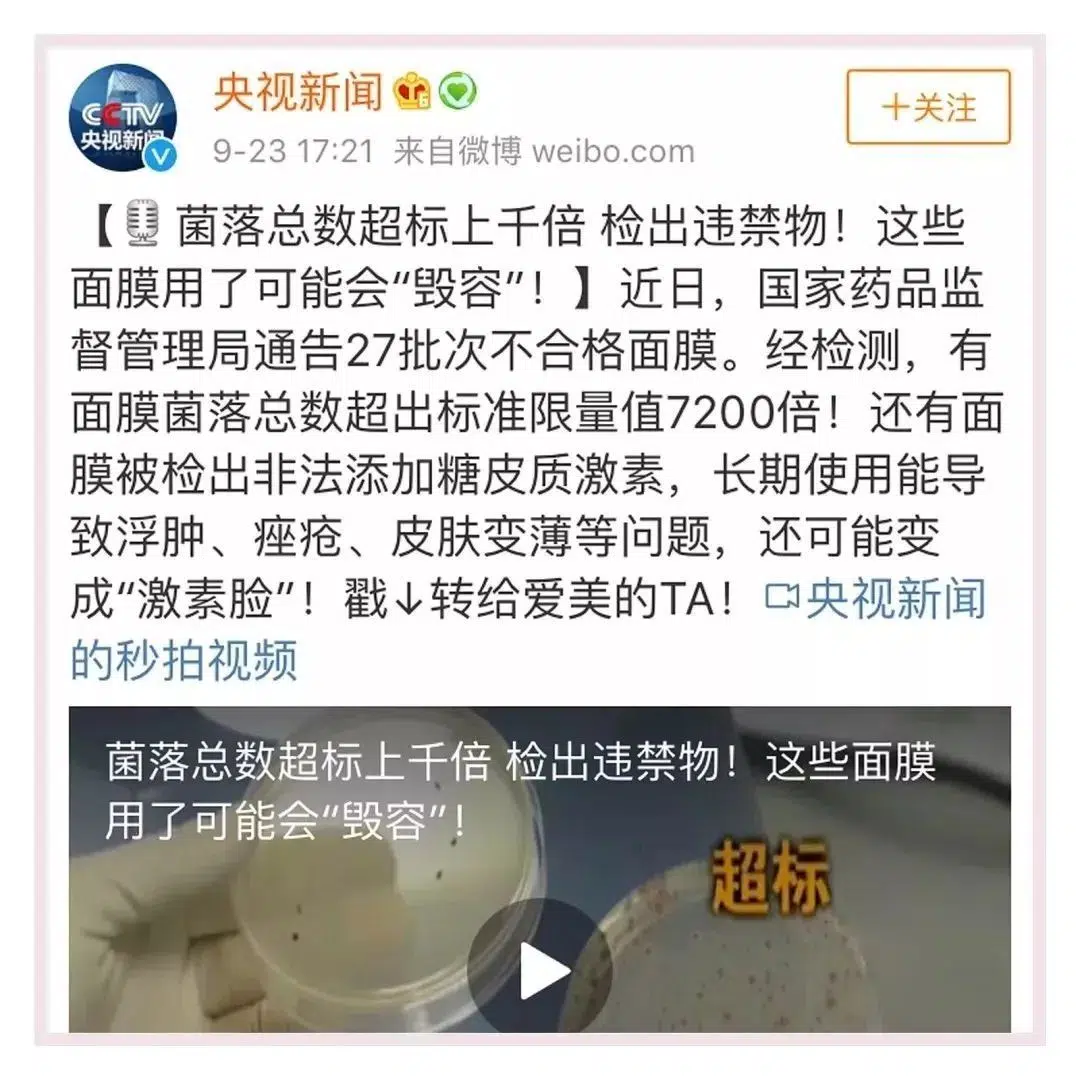 CCTV
央视新闻
央视新闻
+关注
9-23 17:21 来自微博 weibo.com
【🎙菌落总数超标上千倍 检出违禁物！这些
面膜用了可能会“毁容”！】近日，国家药品监
督管理局通告27批次不合格面膜。经检测，有
面膜菌落总数超出标准限量值7200倍！还有面
膜被检出非法添加糖皮质激素，长期使用能导
致浮肿、痤疮、皮肤变薄等问题，还可能变
成“激素脸”！戳↓转给爱美的TA！央视新闻
的秒拍视频
菌落总数超标上千倍 检出违禁物！这些面膜
用了可能会“毁容”！
超标